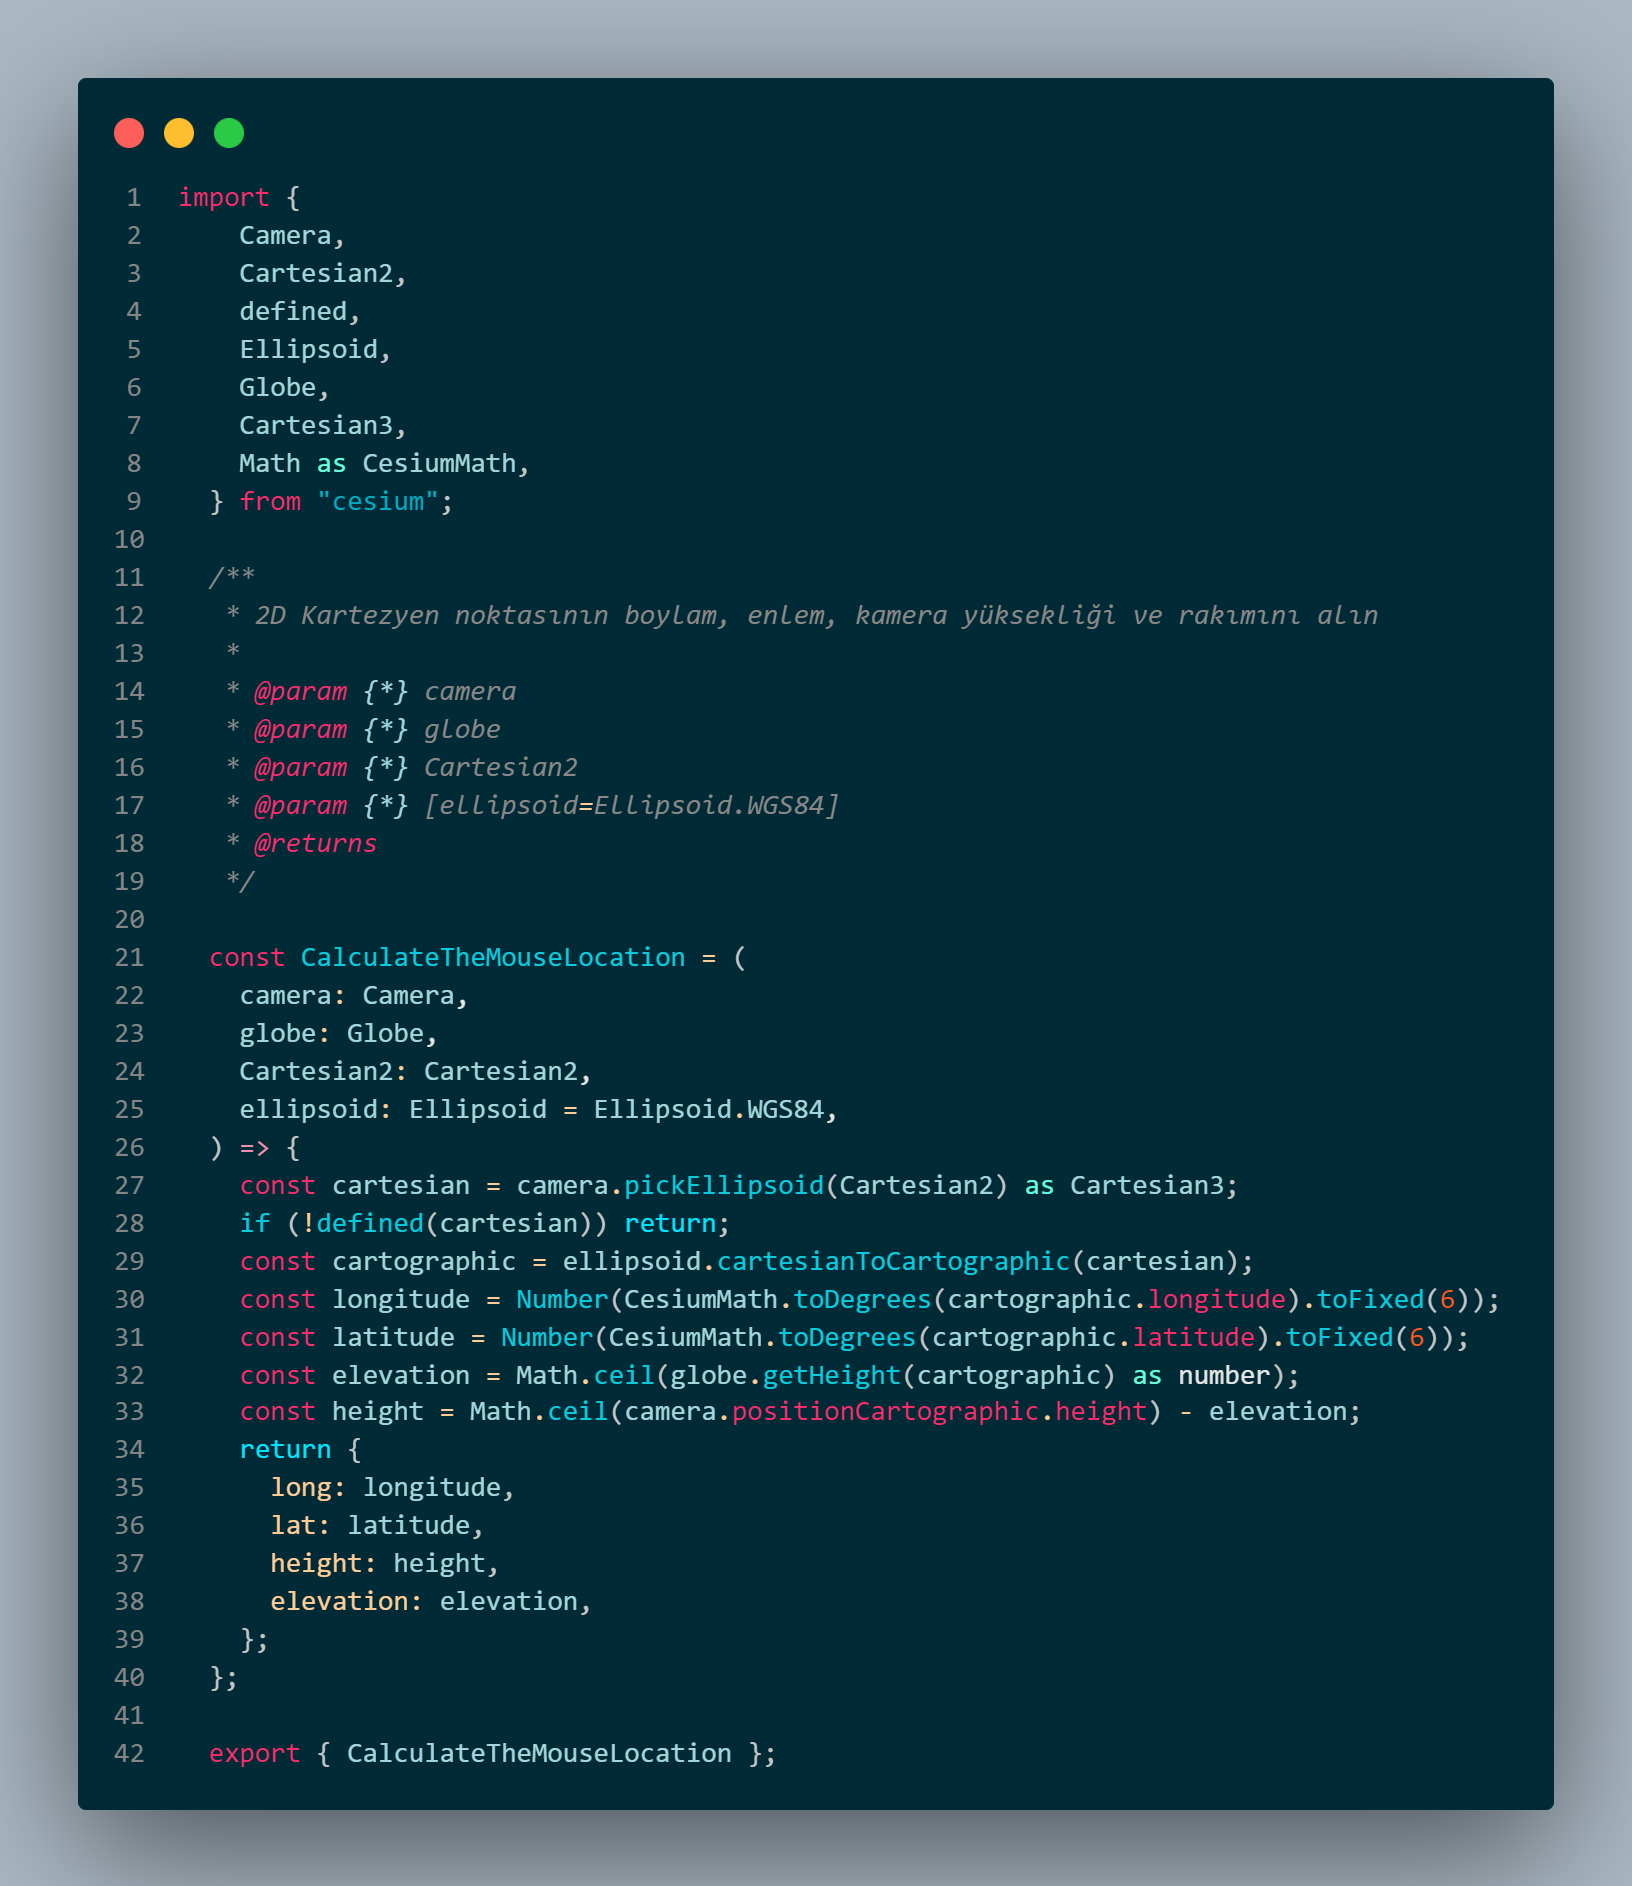 1 import {
2 Camera,
3 Cartesian2,
4 defined,
5 Ellipsoid,
6 Globe,
7 Cartesian3,
8 Math as CesiumMath,
9 } from "cesium";
10
11 /**
12 * 2D Kartezyen noktasının boylam, enlem, kamera yüksekliği ve rakımını alın
13 *
14 * @param {*} camera
15 * @param {*} globe
16 * @param {*} Cartesian2
17 * @param {*} [ellipsoid=Ellipsoid.WGS84]
18 * @returns
19 */
20
21 const CalculateTheMouseLocation = (
22 camera: Camera,
23 globe: Globe,
24 Cartesian2: Cartesian2,
25 ellipsoid: Ellipsoid = Ellipsoid.WGS84,
26 ) => {
27 const cartesian = camera.pickEllipsoid(Cartesian2) as Cartesian3;
28 if (!defined(cartesian)) return;
29 const cartographic = ellipsoid.cartesianToCartographic(cartesian);
30 const longitude = Number(CesiumMath.toDegrees(cartographic.longitude).toFixed(6));
31 const latitude = Number(CesiumMath.toDegrees(cartographic.latitude).toFixed(6));
32 const elevation = Math.ceil(globe.getHeight(cartographic) as number);
33 const height = Math.ceil(camera.positionCartographic.height) - elevation;
34 return {
35 long: longitude,
36 lat: latitude,
37 height: height,
38 elevation: elevation,
39 };
40 };
41
42 export { CalculateTheMouseLocation };